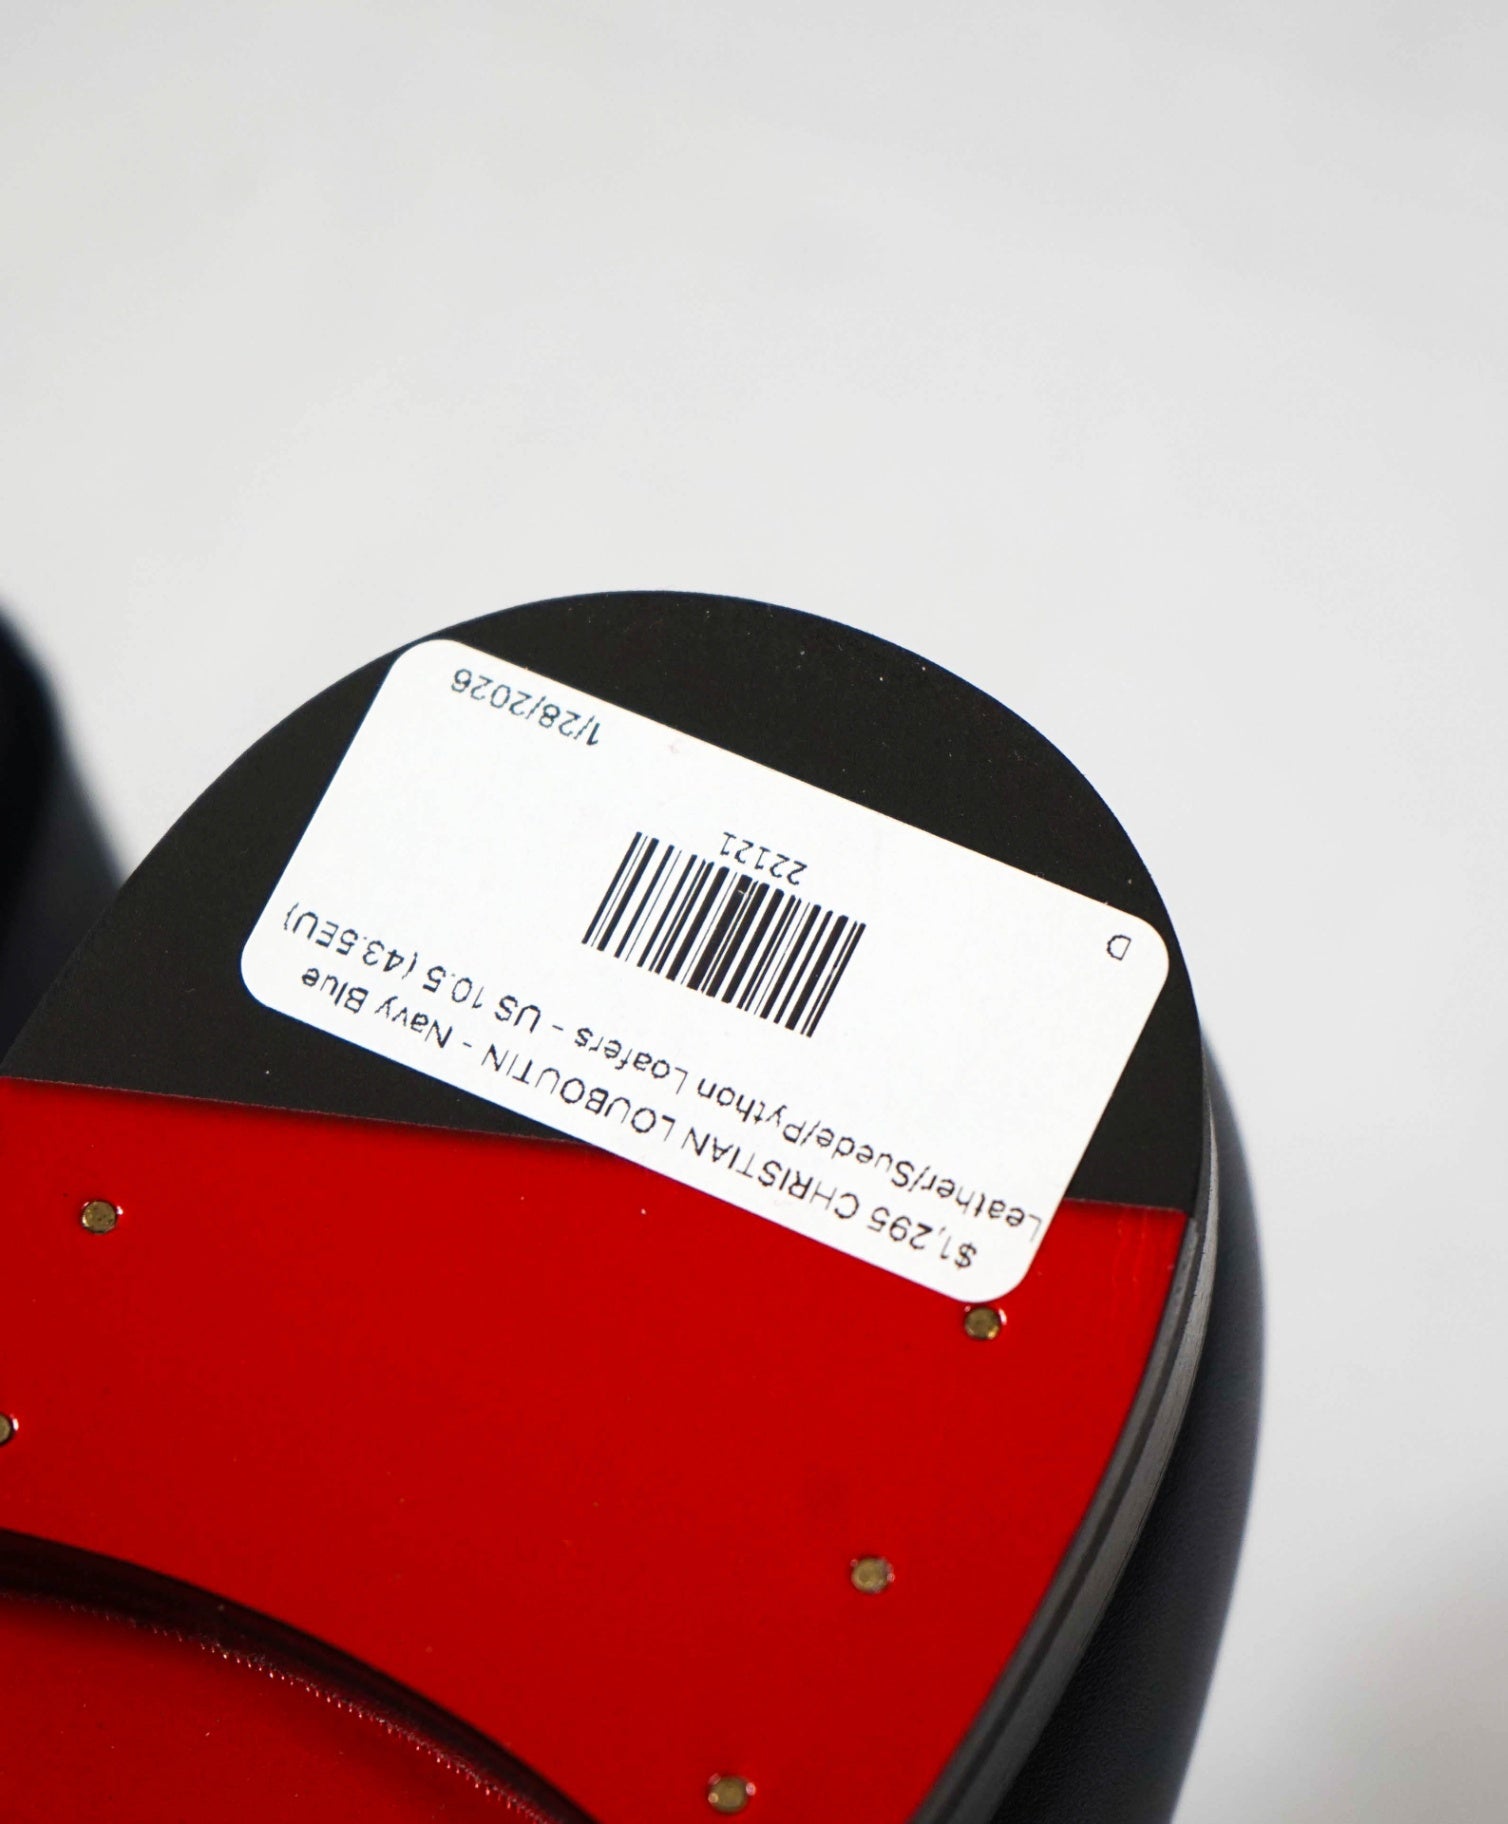 $1,295 CHRISTIAN LOUBOUTIN - Navy Blue
Leather/Suede/Python Loafers - US 10.5 (43.5EU)
22121
D
1/28/2026